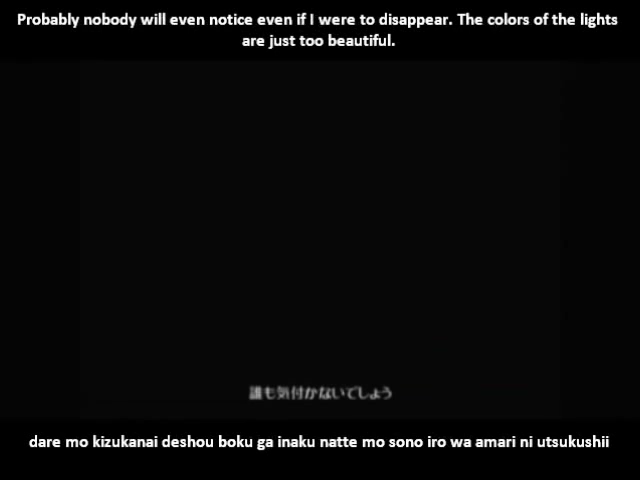 Probably nobody will even notice even if I were to disappear. The colors of the lights
are just too beautiful.
誰も気付かないでしょう
dare mo kizukanai deshou boku ga inaku natte mo sono iro wa amari ni utsukushii